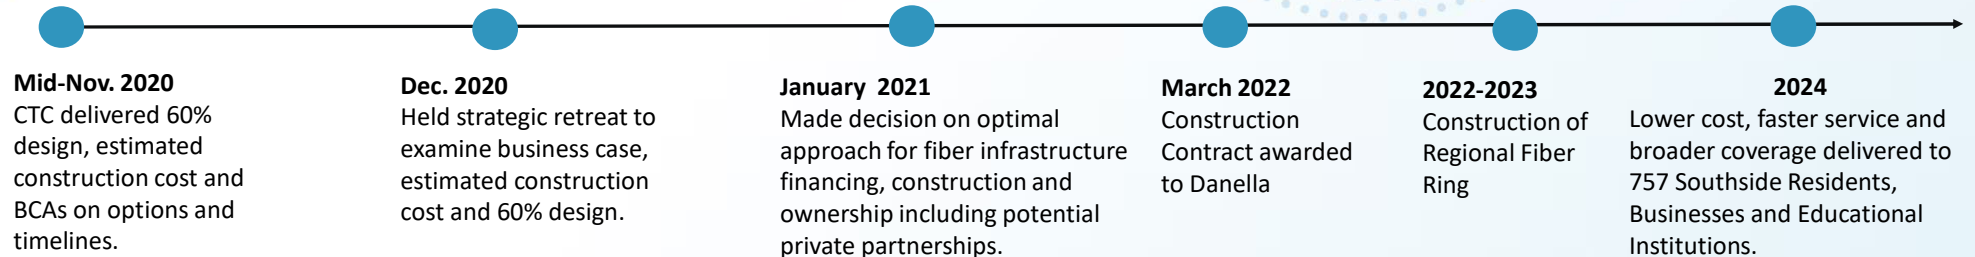 Mid-Nov. 2020
CTC delivered 60%
design, estimated
construction cost and
BCAs on options and
timelines.
Dec. 2020
Held strategic retreat to
examine business case,
estimated construction
cost and 60% design.
January 2021
Made decision on optimal
approach for fiber infrastructure
financing, construction and
ownership including potential
private partnerships.
March 2022
Construction
Contract awarded
to Danella
2022-2023
Construction of
Regional Fiber
Ring
2024
Lower cost, faster service and
broader coverage delivered to
757 Southside Residents,
Businesses and Educational
Institutions.